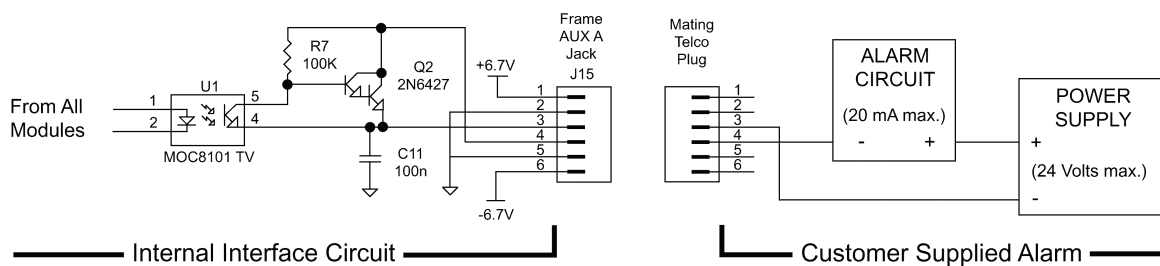 From All
Modules
1
2
U1
5
4
MOC8101 TV
R7
100K
Q2
2N6427
C11
100n
+6.7V
-6.7V
Frame
AUX A
Jack
J15
1
2
3
4
5
6
Internal Interface Circuit
Mating
Telco
Plug
1
2
3
4
5
6
ALARM
CIRCUIT
(20 mA max.)
- +
POWER
SUPPLY
+
(24 Volts max.)
-
Customer Supplied Alarm